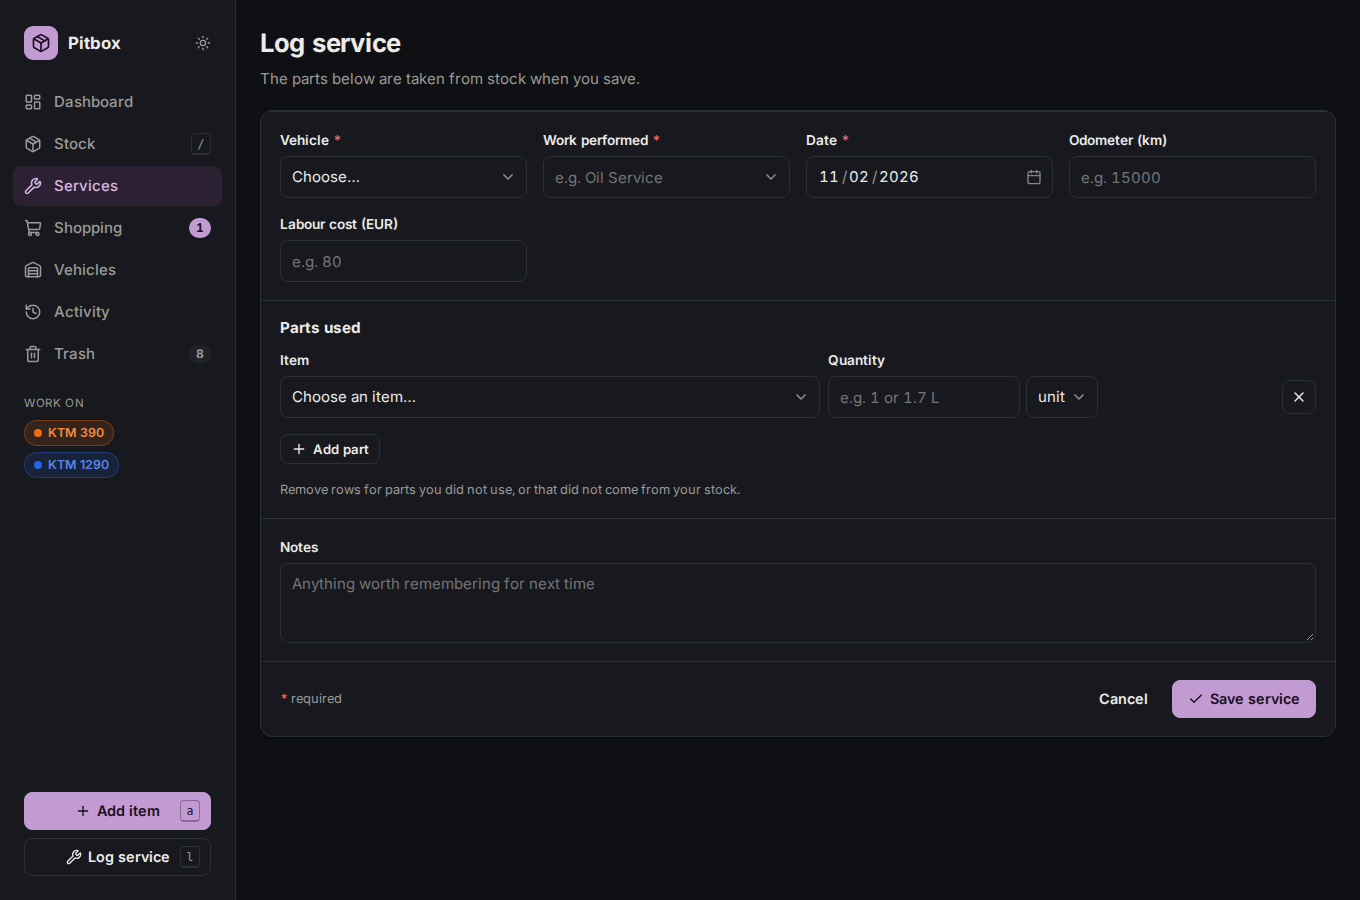 Pitbox
Dashboard
Stock /
Services
Shopping 1
Vehicles
Activity
Trash 8
WORK ON
KTM 390
KTM 1290
Add item a
Log service l
Log service
The parts below are taken from stock when you save.
Vehicle * Work performed * Date * Odometer (km)
Choose... e.g. Oil Service 11/02/2026 e.g. 15000
Labour cost (EUR)
e.g. 80
Parts used
Item Quantity
Choose an item... e.g. 1 or 1.7 L unit
Add part
Remove rows for parts you did not use, or that did not come from your stock.
Notes
Anything worth remembering for next time
* required Cancel Save service